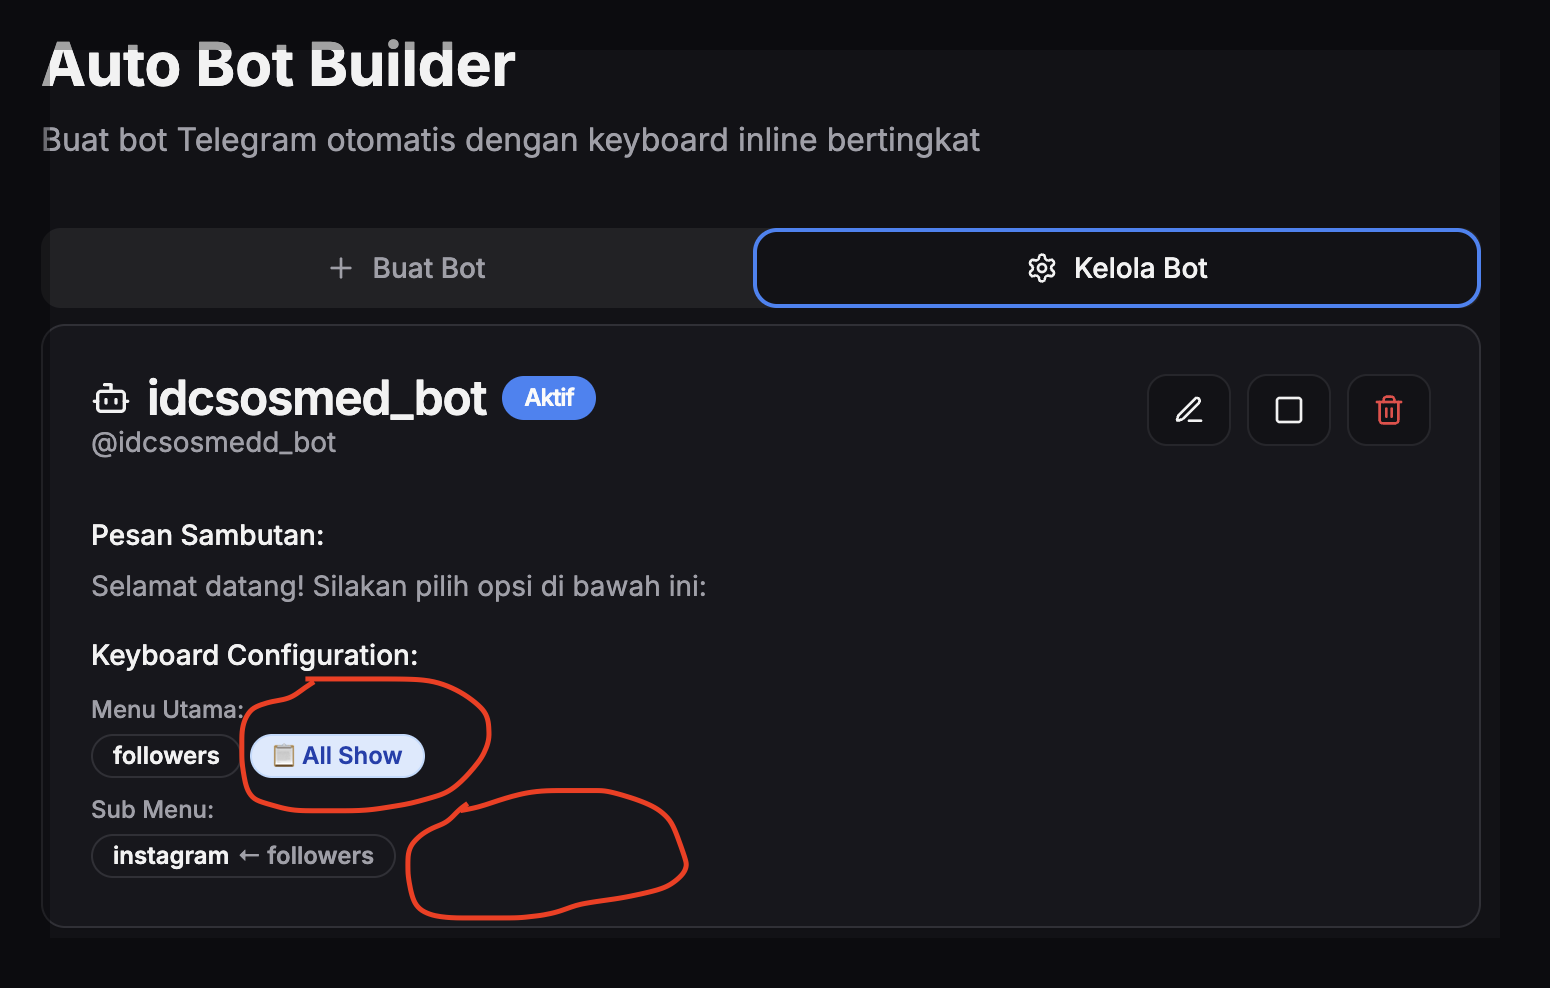 Auto Bot Builder
Buat bot Telegram otomatis dengan keyboard inline bertingkat
+ Buat Bot
Kelola Bot
idcsosmed_bot Aktif
@idcsosmedd_bot
Pesan Sambutan:
Selamat datang! Silakan pilih opsi di bawah ini:
Keyboard Configuration:
Menu Utama:
followers 📋 All Show
Sub Menu:
instagram ← followers